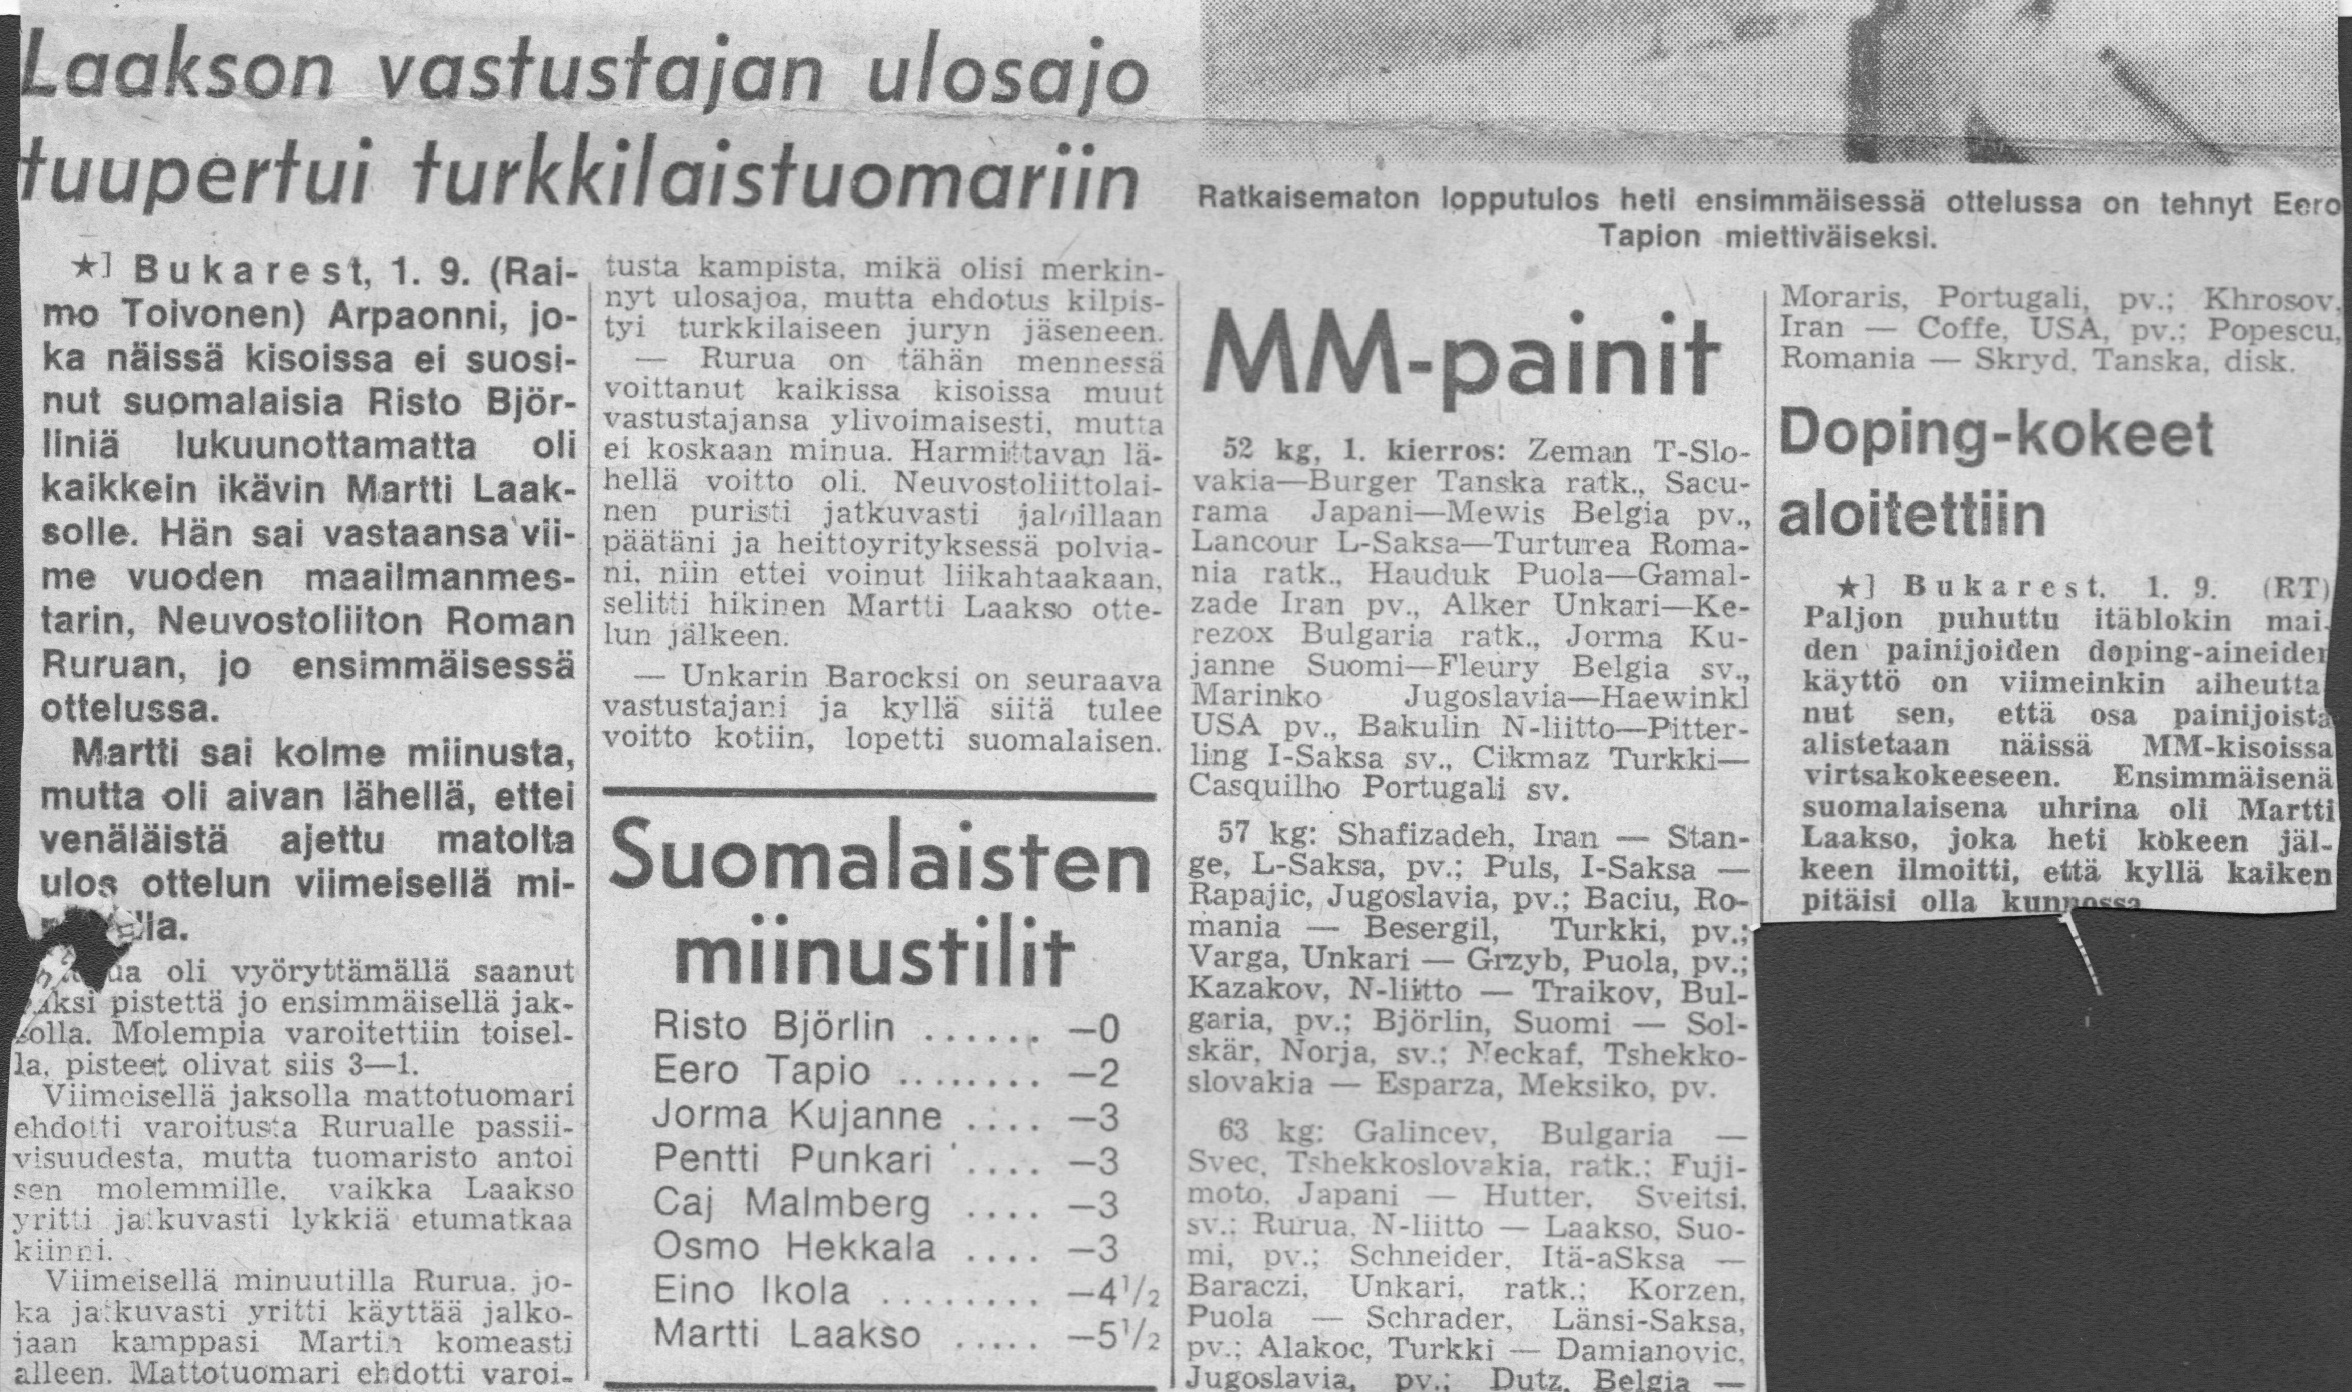 Laakson vastustajan ulosajo
tuupertui turkkilaistuomariin
★] Bukarest, 1. 9. (Rai-
mo Toivonen) Arpaonni, jo-
ka näissä kisoissa ei suosi-
nut suomalaisia Risto Björ-
liniä lukuunottamatta oli
kaikkein ikävin Martti Laak-
solle. Hän sai vastaansa vii-
me vuoden maailmanmes-
tarin, Neuvostoliiton Roman
Ruruan, jo ensimmäisessä
ottelussa.
Martti sai kolme miinusta,
mutta oli aivan lähellä, ettei
venäläistä ajettu matolta
ulos ottelun viimeisellä mi-
oli vyöryttämällä saanut
pistettä jo ensimmäisellä jak-
solla. Molempia varoitettiin toisel-
la, pisteet olivat siis 3—1.
Viimeisellä jaksolla mattotuomari
ehdotti varoitusta Rurualle passii-
visuudesta, mutta tuomaristo antoi
sen molemmille, vaikka Laakso
yritti jatkuvasti lykkiä etumatkaa
kiinni.
Viimeisellä minuutilla Rurua, jo-
ka jatkuvasti yritti käyttää jalko-
jaan kamppasi Martin komeasti
alleen. Mattotuomari ehdotti varoi-
tusta kampista, mikä olisi merkin-
nyt ulosajoa, mutta ehdotus kilpis-
tyi turkkilaiseen juryn jäseneen.
— Rurua on tähän mennessä
voittanut kaikissa kisoissa muut
vastustajansa ylivoimaisesti, mutta
ei koskaan minua. Harmittavan lä-
hellä voitto oli. Neuvostoliittolai-
nen puristi jatkuvasti jaloillaan
päätäni ja heittoyrityksessä polvia-
ni, niin ettei voinut liikahtaakaan,
selitti hikinen Martti Laakso otte-
lun jälkeen.
— Unkarin Barocksi on seuraava
vastustajani ja kyllä siitä tulee
voitto kotiin, lopetti suomalaisen.
Suomalaisten
miinustilit
Risto Björlin ...... —0
Eero Tapio ........ —2
Jorma Kujanne .... —3
Pentti Punkari .... —3
Caj Malmberg .... —3
Osmo Hekkala .... —3
Eino Ikola ......... —4½
Martti Laakso ..... —5½
Ratkaisematon lopputulos heti ensimmäisessä ottelussa on tehnyt Eero
Tapion miettiväiseksi.
MM-painit
52 kg, 1. kierros: Zeman T-Slo-
vakia—Burger Tanska ratk., Sacu-
rama Japani—Mewis Belgia pv.,
Lancour L-Saksa—Turturea Roma-
nia ratk., Hauduk Puola—Gamal-
zade Iran pv., Alker Unkari—Ke-
rezox Bulgaria ratk., Jorma Ku-
janne Suomi—Fleury Belgia sv.,
Marinko Jugoslavia—Haewinkl
USA pv., Bakulin N-liitto—Pitter-
ling I-Saksa sv., Cikmaz Turkki—
Casquilho Portugali sv.
57 kg: Shafizadeh, Iran — Stan-
ge, L-Saksa, pv.; Puls, I-Saksa —
Rapajic, Jugoslavia, pv.; Baciu, Ro-
mania — Besergil, Turkki, pv.;
Varga, Unkari — Grzyb, Puola, pv.;
Kazakov, N-liitto — Traikov, Bul-
garia, pv.; Björlin, Suomi — Sol-
skär, Norja, sv.; Neckaf, Tshekko-
slovakia — Esparza, Meksiko, pv.
63 kg: Galincev, Bulgaria —
Svec, Tshekkoslovakia, ratk.; Fuji-
moto, Japani — Hutter, Sveitsi,
sv.; Rurua, N-liitto — Laakso, Suo-
mi, pv.; Schneider, Itä-aSksa —
Baraczi, Unkari, ratk.; Korzen,
Puola — Schrader, Länsi-Saksa,
pv.; Alakoc, Turkki — Damianovic,
Jugoslavia, pv.; Dutz, Belgia —
Moraris, Portugali, pv.; Khrosov,
Iran — Coffe, USA, pv.; Popescu,
Romania — Skryd, Tanska, disk.
Doping-kokeet
aloitettiin
★] Bukarest, 1. 9. (RT)
Paljon puhuttu itäblokin mai-
den painijoiden doping-aineiden
käyttö on viimeinkin aiheutta-
nut sen, että osa painijoista
alistetaan näissä MM-kisoissa
virtsakokeeseen. Ensimmäisenä
suomalaisena uhrina oli Martti
Laakso, joka heti kokeen jäl-
keen ilmoitti, että kyllä kaiken
pitäisi olla kunnossa